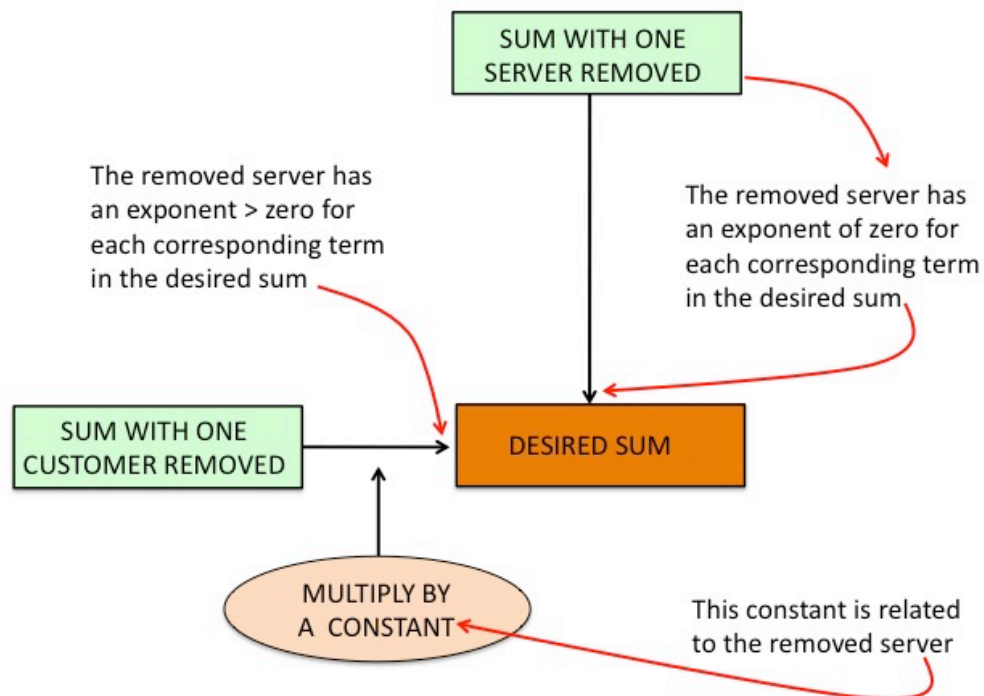 SUM WITH ONE
SERVER REMOVED
The removed server has
an exponent > zero for
each corresponding term
in the desired sum
The removed server has
an exponent of zero for
each corresponding term
in the desired sum
SUM WITH ONE
CUSTOMER REMOVED
DESIRED SUM
MULTIPLY BY
A CONSTANT
This constant is related
to the removed server